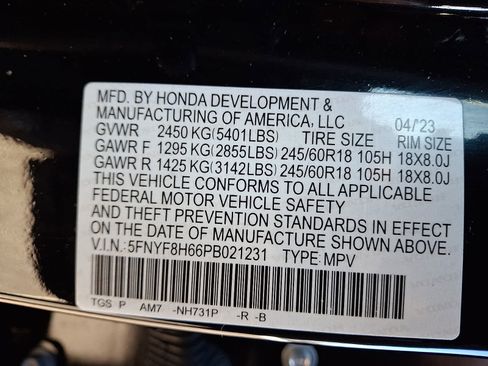 MFD. BY HONDA DEVELOPMENT &
MANUFACTURING OF AMERICA, LLC 04/'23
GVWR 2450 KG(5401LBS) TIRE SIZE RIM SIZE
GAWR F 1295 KG(2855LBS) 245/60R18 105H 18X8.0J
GAWR R 1425 KG(3142LBS) 245/60R18 105H 18X8.0J
THIS VEHICLE CONFORMS TO ALL APPLICABLE
FEDERAL MOTOR VEHICLE SAFETY
AND THEFT PREVENTION STANDARDS IN EFFECT
ON THE DATE OF MANUFACTURE SHOWN ABOVE.
V.I.N.: 5FNYF8H66PB021231 TYPE: MPV
TGS P AM7 -NH731P -R -B